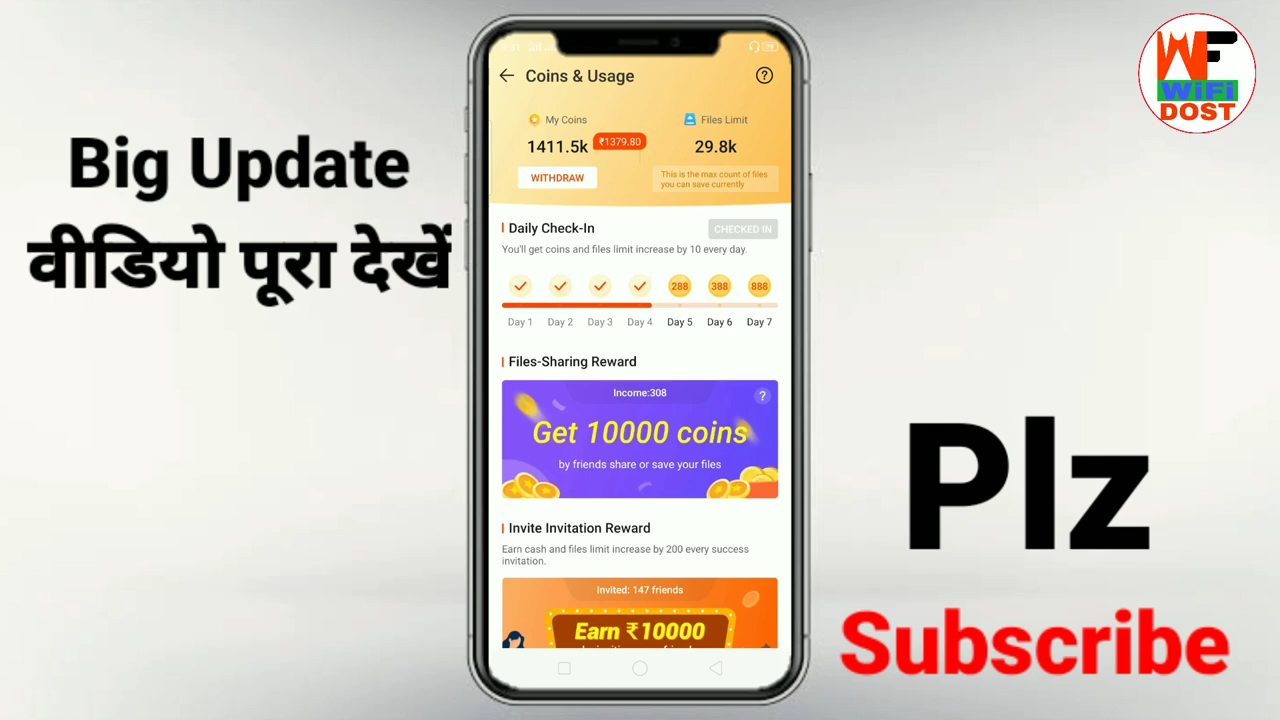 Big Update
वीडियो पूरा देखें
WF
WiFi
DOST
Coins & Usage
?
My Coins
1411.5k
₹1379.80
WITHDRAW
Files Limit
29.8k
This is the max count of files
you can save currently
Daily Check-In
CHECKED IN
You'll get coins and files limit increase by 10 every day.
288 388 888
Day 1 Day 2 Day 3 Day 4 Day 5 Day 6 Day 7
Files-Sharing Reward
Income:308
?
Get 10000 coins
by friends share or save your files
Invite Invitation Reward
Earn cash and files limit increase by 200 every success
invitation.
Invited: 147 friends
Earn ₹10000
Plz
Subscribe